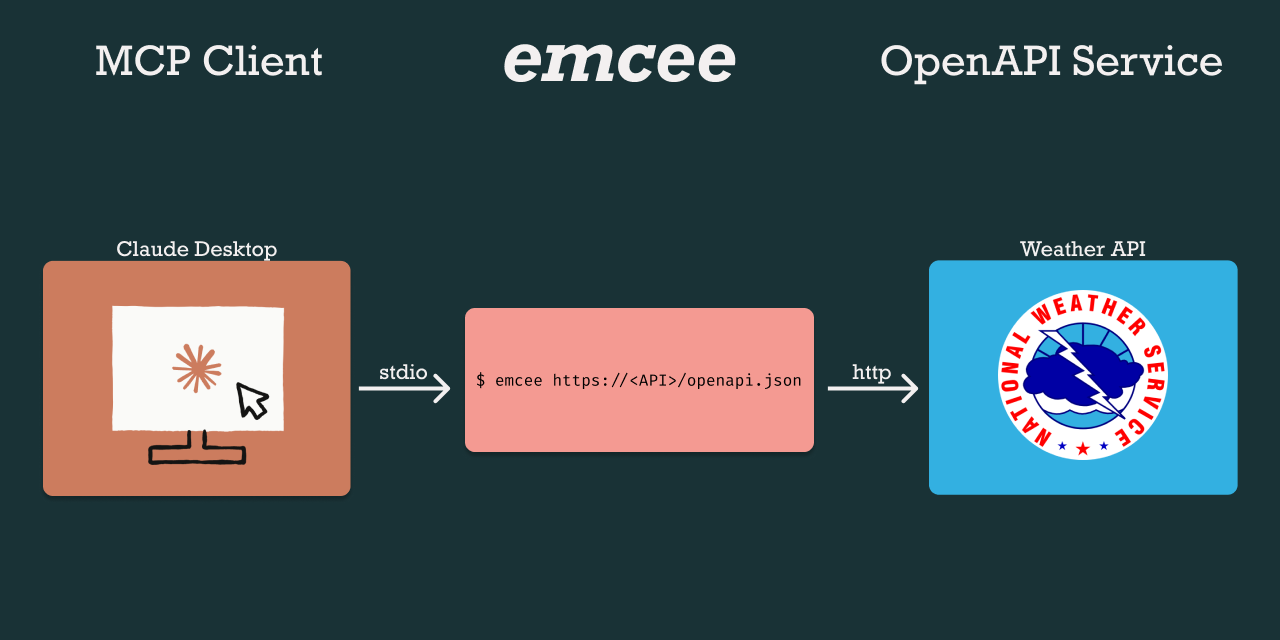 MCP Client
emcee
OpenAPI Service
Claude Desktop
Weather API
stdio
$ emcee https://<API>/openapi.json
http
NATIONAL WEATHER SERVICE